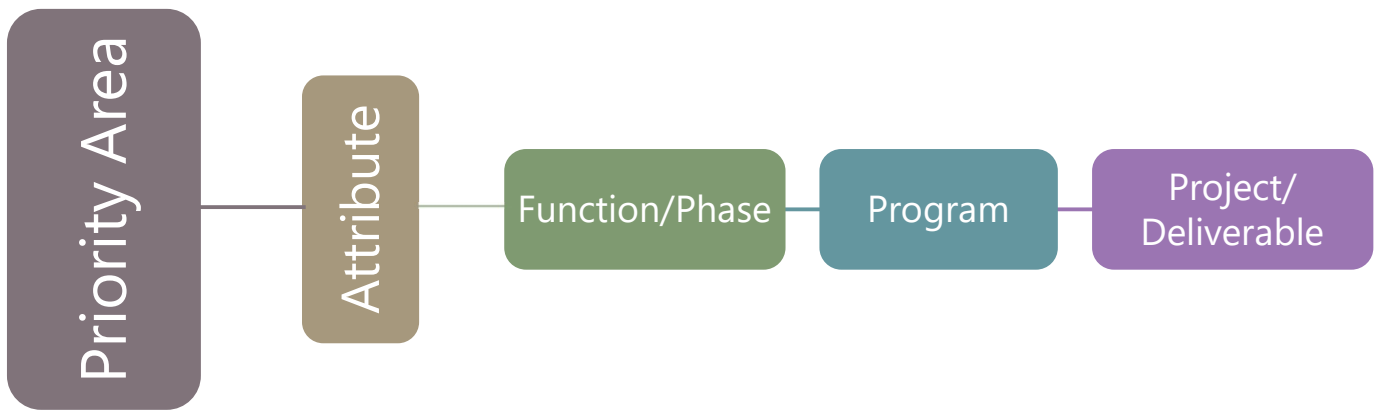 Priority Area
Attribute
Function/Phase
Program
Project/
Deliverable